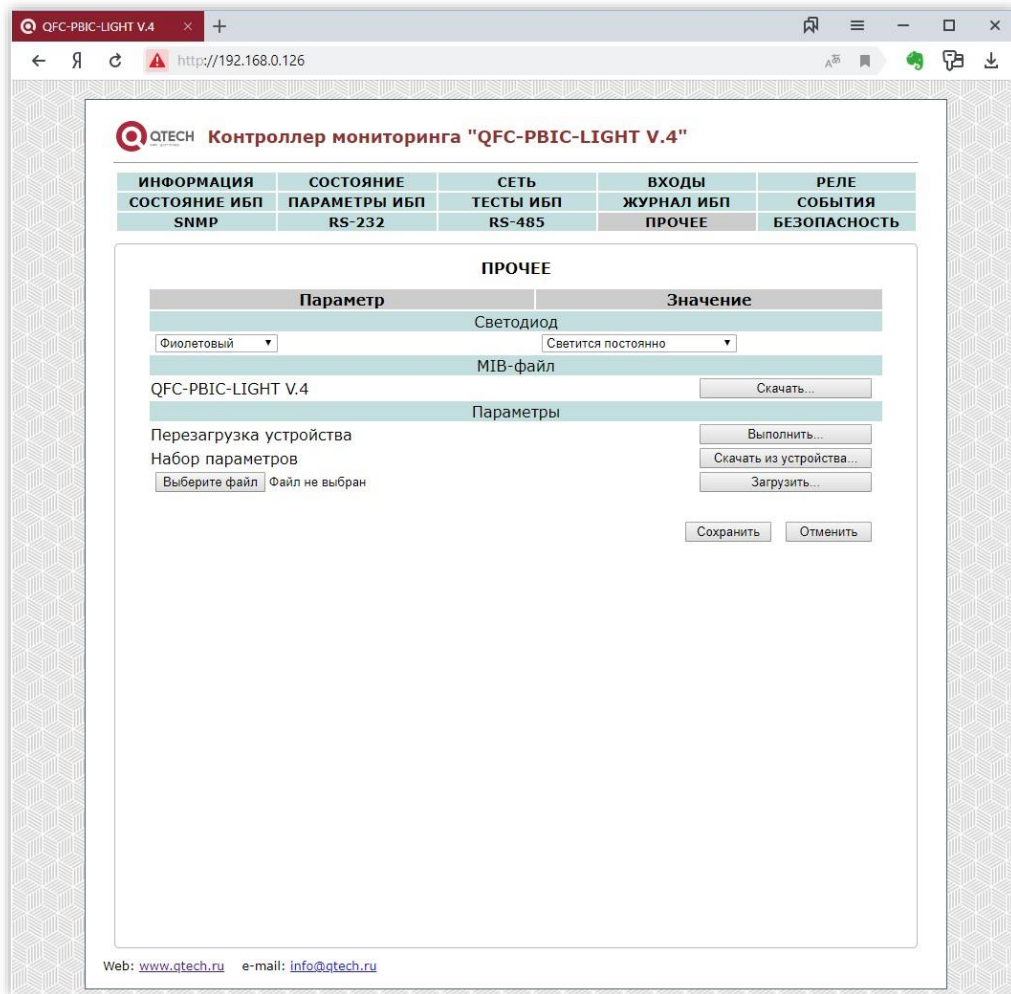 QFC-PBIC-LIGHT V.4
http://192.168.0.126
QTECH Контроллер мониторинга "QFC-PBIC-LIGHT V.4"
ИНФОРМАЦИЯ СОСТОЯНИЕ СЕТЬ ВХОДЫ РЕЛЕ
СОСТОЯНИЕ ИБП ПАРАМЕТРЫ ИБП ТЕСТЫ ИБП ЖУРНАЛ ИБП СОБЫТИЯ
SNMP RS-232 RS-485 ПРОЧЕЕ БЕЗОПАСНОСТЬ
ПРОЧЕЕ
Параметр Значение
Светодиод
Фиолетовый Светится постоянно
MIB-файл
QFC-PBIC-LIGHT V.4 Скачать...
Параметры
Перезагрузка устройства Выполнить...
Набор параметров Скачать из устройства...
Выберите файл Файл не выбран Загрузить...
Сохранить Отменить
Web: www.qtech.ru e-mail: info@qtech.ru